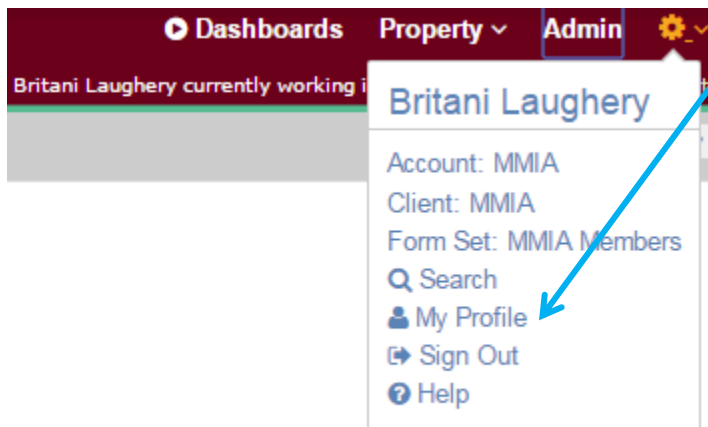 Dashboards Property Admin
Britani Laughery currently working i
Britani Laughery
Account: MMIA
Client: MMIA
Form Set: MMIA Members
Search
My Profile
Sign Out
Help